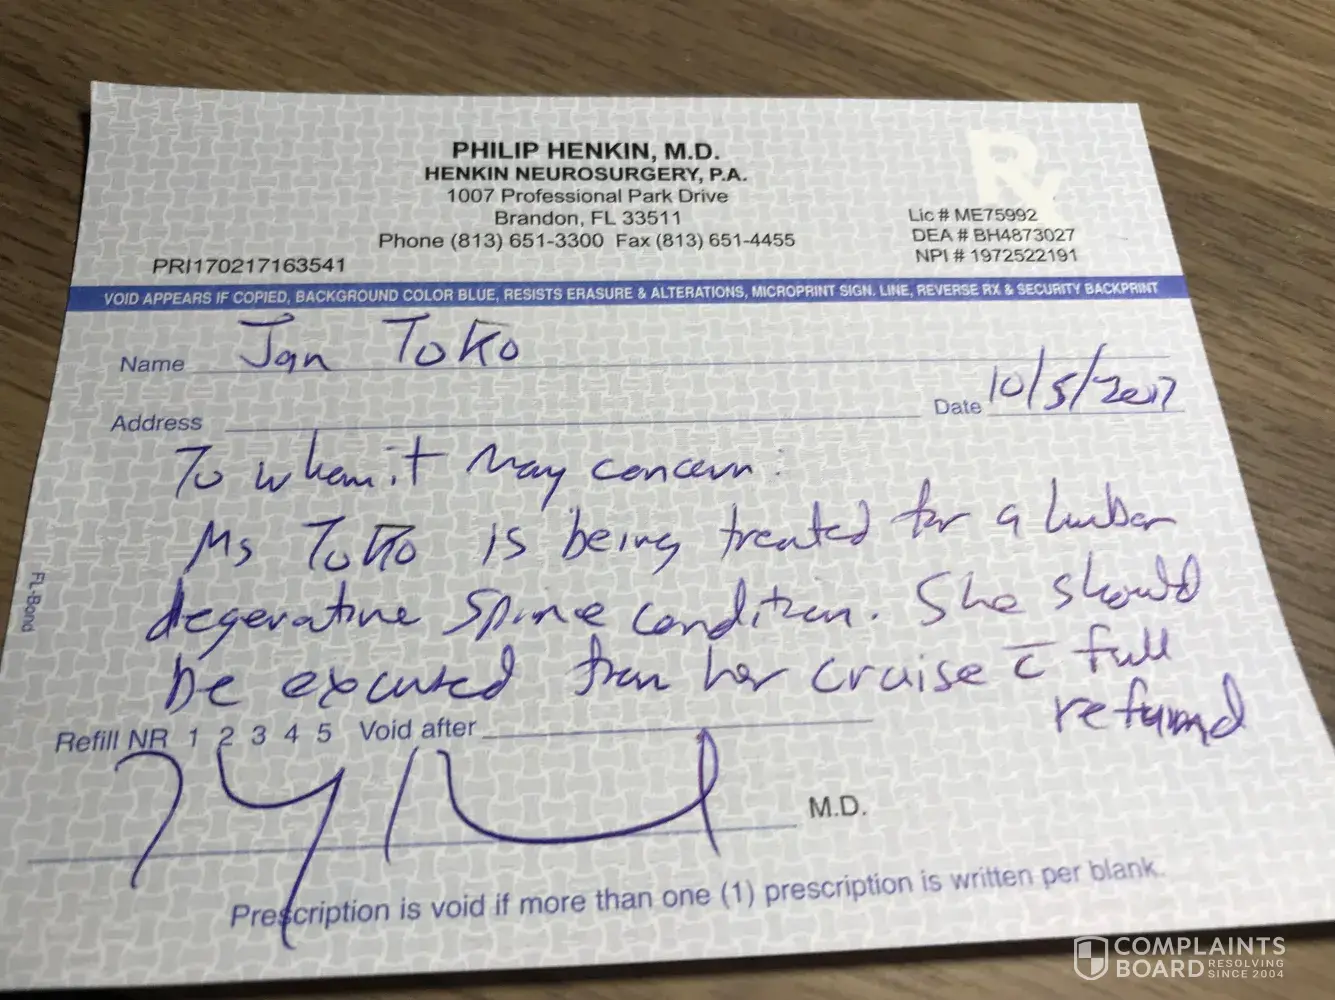 PHILIP HENKIN, M.D.
HENKIN NEUROSURGERY, P.A.
1007 Professional Park Drive
Brandon, FL 33511
Phone (813) 651-3300 Fax (813) 651-4455
Rx
Lic # ME75992
DEA # BH4873027
NPI # 1972522191
PRI170217163541
VOID APPEARS IF COPIED, BACKGROUND COLOR BLUE, RESISTS ERASURE & ALTERATIONS, MICROPRINT SIGN. LINE, REVERSE RX & SECURITY BACKPRINT
Name Jan Toko
Address Date 10/5/2017
To whom it May concern:
Ms Toko is being treated for a lumbar
degerative spine condition. She should
be excused from her cruise c̅ full
refund
FL-Bond
Refill NR 1 2 3 4 5 Void after
M.D.
Prescription is void if more than one (1) prescription is written per blank.
COMPLAINTS
BOARD RESOLVING SINCE 2004